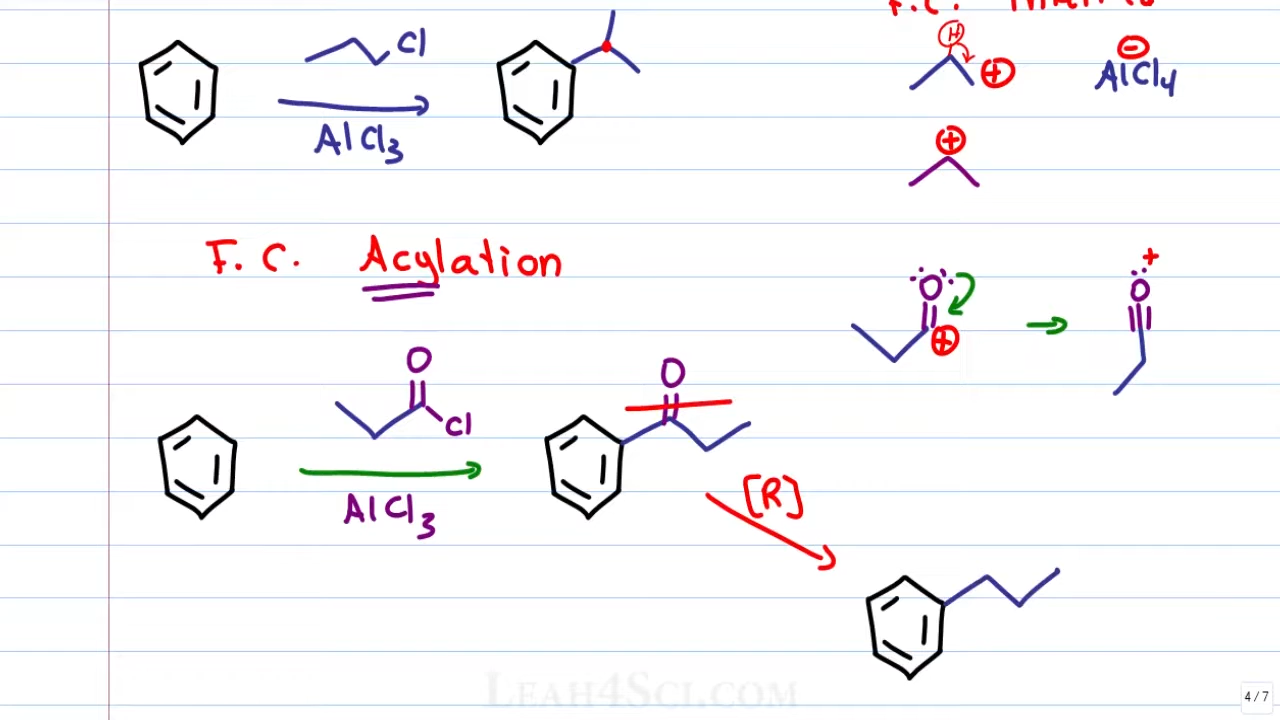 Cl
AlCl3
H
+
−
AlCl4
+
F. C. Acylation
O
+
O
+
O
Cl
AlCl3
O
[R]
LEAH4SCI.COM
4 / 7